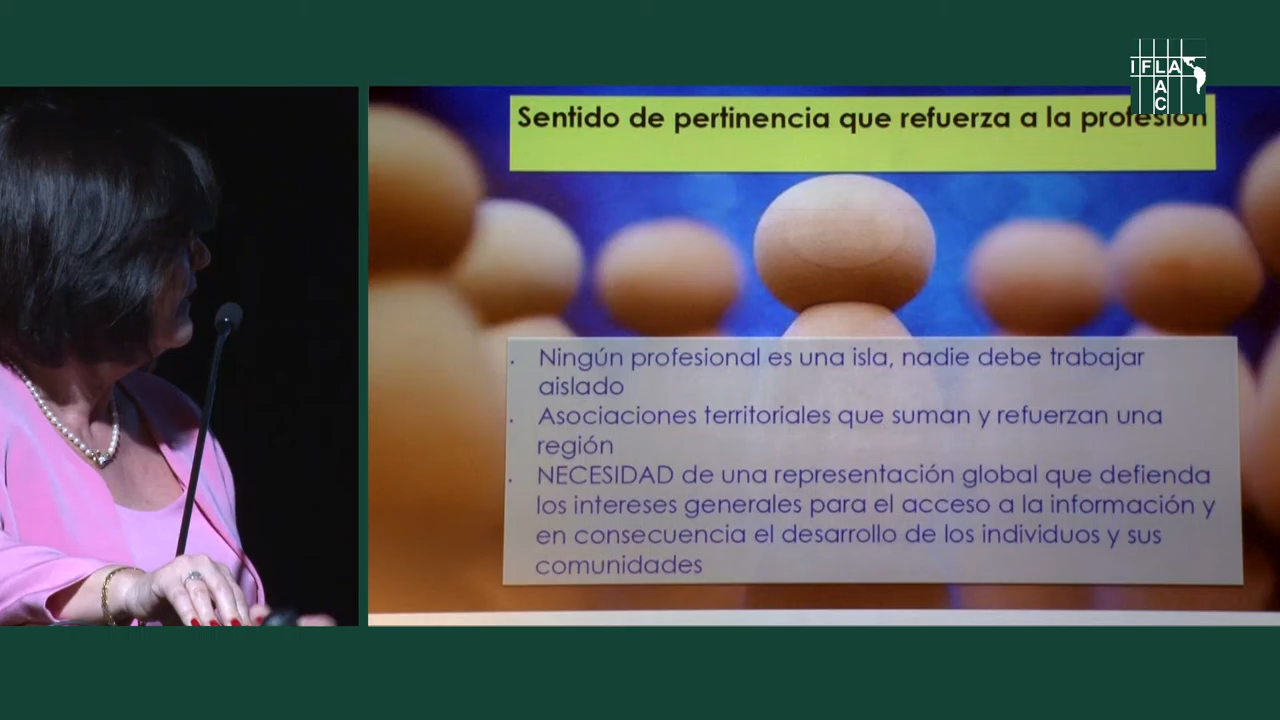 IFLA
LAC
Sentido de pertinencia que refuerza a la profesión
. Ningún profesional es una isla, nadie debe trabajar
aislado
. Asociaciones territoriales que suman y refuerzan una
región
. NECESIDAD de una representación global que defienda
los intereses generales para el acceso a la información y
en consecuencia el desarrollo de los individuos y sus
comunidades